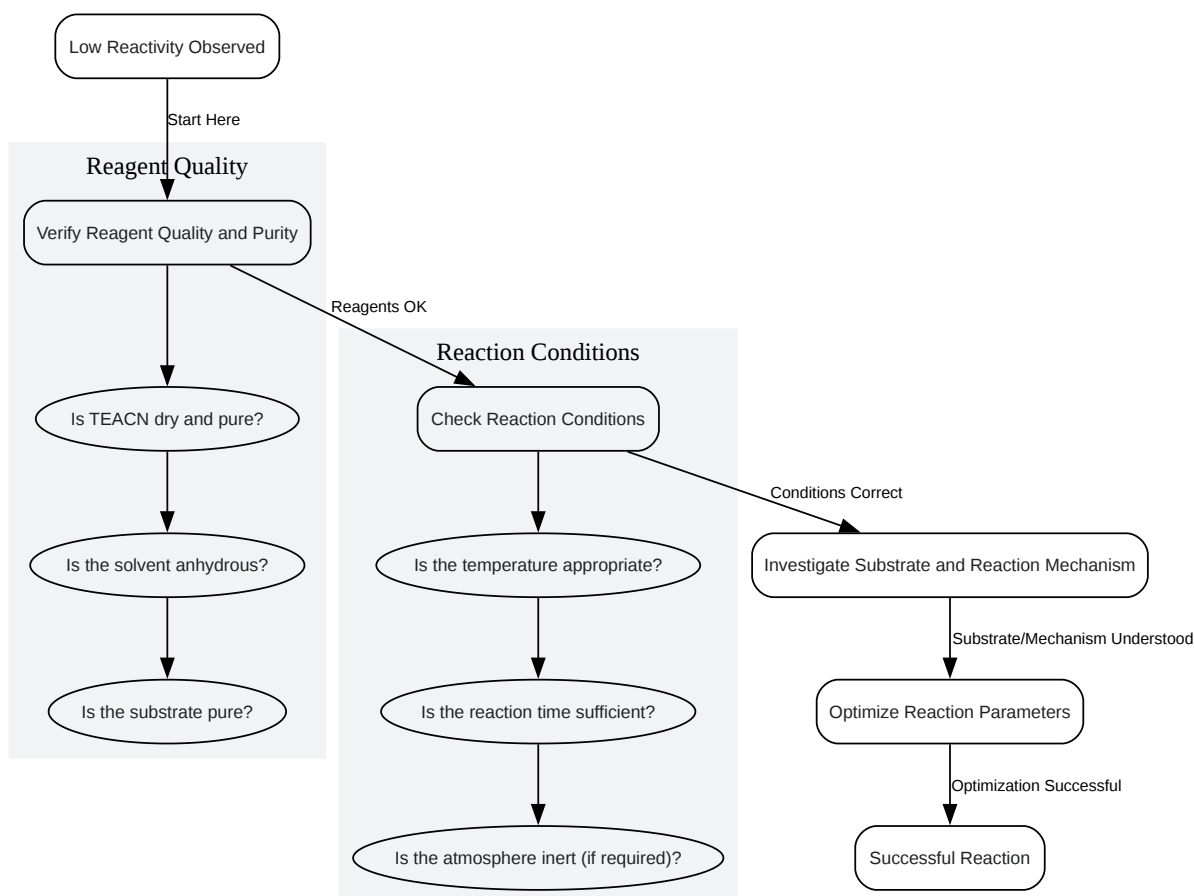 Low Reactivity Observed
Start Here
Reagent Quality
Verify Reagent Quality and Purity
Reagents OK
Reaction Conditions
Is TEACN dry and pure?
Check Reaction Conditions
Conditions Correct
Is the solvent anhydrous?
Is the temperature appropriate?
Investigate Substrate and Reaction Mechanism
Substrate/Mechanism Understood
Is the substrate pure?
Is the reaction time sufficient?
Optimize Reaction Parameters
Optimization Successful
Is the atmosphere inert (if required)?
Successful Reaction